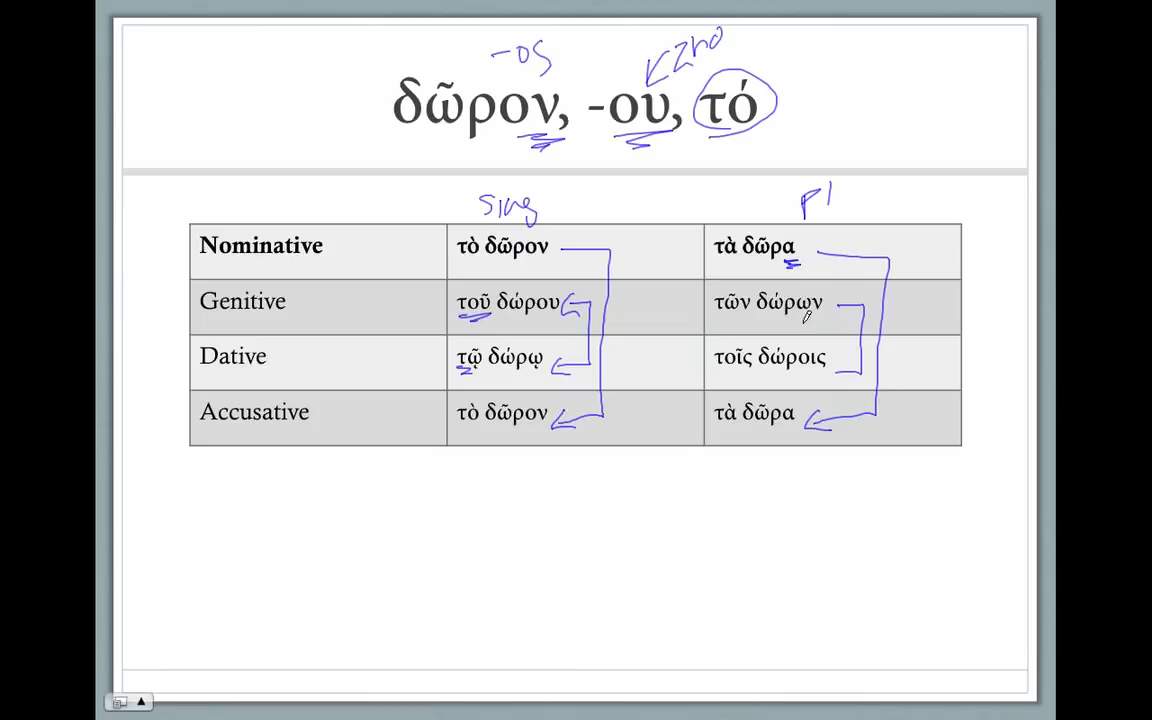 -os 2nd
δῶρον, -ου, τό
sing pl
Nominative τὸ δῶρον τὰ δῶρα
Genitive τοῦ δώρου τῶν δώρων
Dative τῷ δώρῳ τοῖς δώροις
Accusative τὸ δῶρον τὰ δῶρα